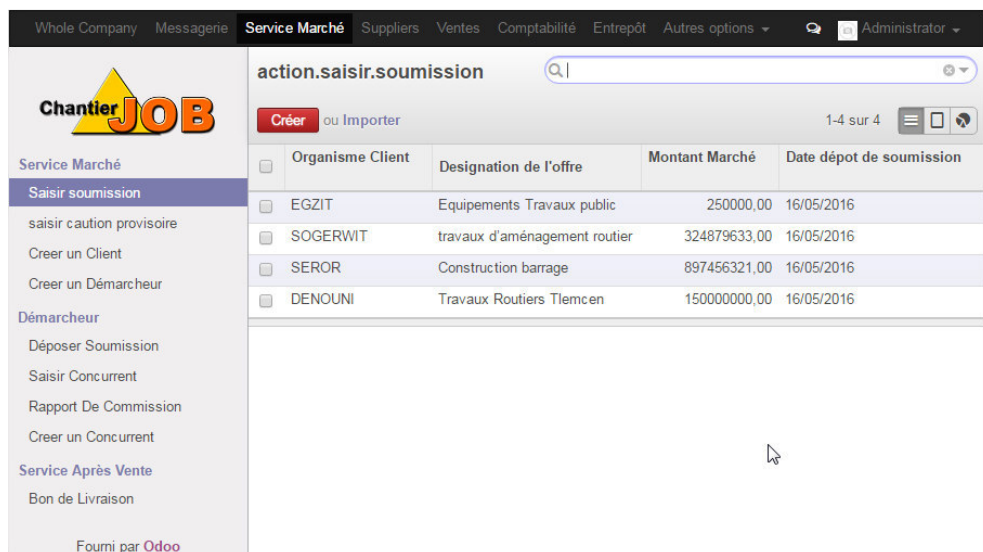 Whole Company Messagerie Service Marché Suppliers Ventes Comptabilité Entrepôt Autres options Administrator
Chantier JOB
action.saisir.soumission
Créer ou Importer
1-4 sur 4
Service Marché
Saisir soumission
saisir caution provisoire
Creer un Client
Creer un Démarcheur
Démarcheur
Déposer Soumission
Saisir Concurrent
Rapport De Commission
Creer un Concurrent
Service Après Vente
Bon de Livraison
Fourni par Odoo
Organisme Client Designation de l'offre Montant Marché Date dépot de soumission
EGZIT Equipements Travaux public 250000,00 16/05/2016
SOGERWIT travaux d'aménagement routier 324879633,00 16/05/2016
SEROR Construction barrage 897456321,00 16/05/2016
DENOUNI Travaux Routiers Tlemcen 150000000,00 16/05/2016